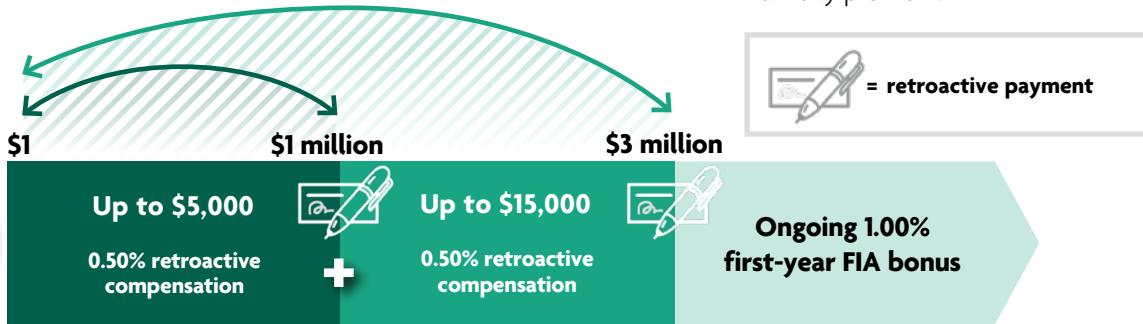 = retroactive payment
$1
$1 million
$3 million
Up to $5,000
0.50% retroactive
compensation
+
Up to $15,000
0.50% retroactive
compensation
Ongoing 1.00%
first-year FIA bonus